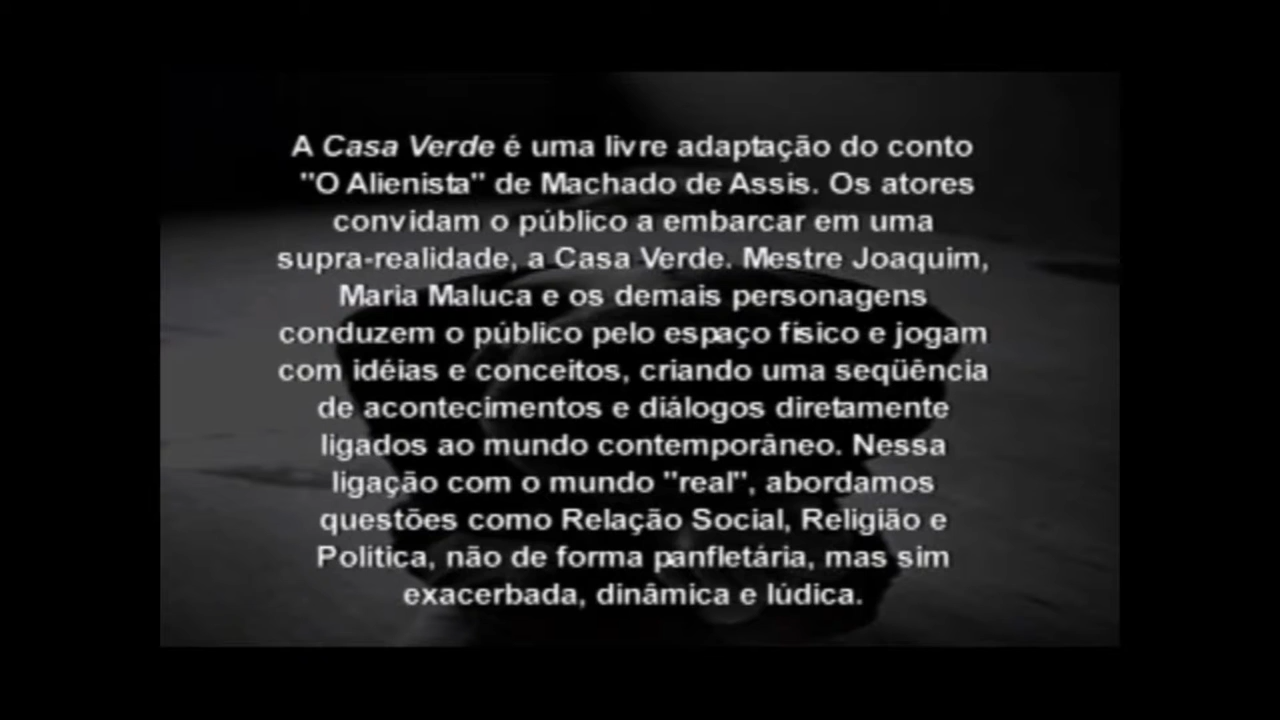 A Casa Verde é uma livre adaptação do conto
"O Alienista" de Machado de Assis. Os atores
convidam o público a embarcar em uma
supra-realidade, a Casa Verde. Mestre Joaquim,
Maria Maluca e os demais personagens
conduzem o público pelo espaço físico e jogam
com idéias e conceitos, criando uma seqüência
de acontecimentos e diálogos diretamente
ligados ao mundo contemporâneo. Nessa
ligação com o mundo "real", abordamos
questões como Relação Social, Religião e
Política, não de forma panfletária, mas sim
exacerbada, dinâmica e lúdica.